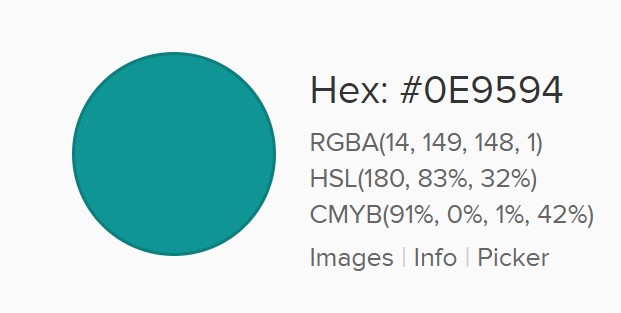 Hex: #0E9594
RGBA(14, 149, 148, 1)
HSL(180, 83%, 32%)
CMYB(91%, 0%, 1%, 42%)
Images | Info | Picker